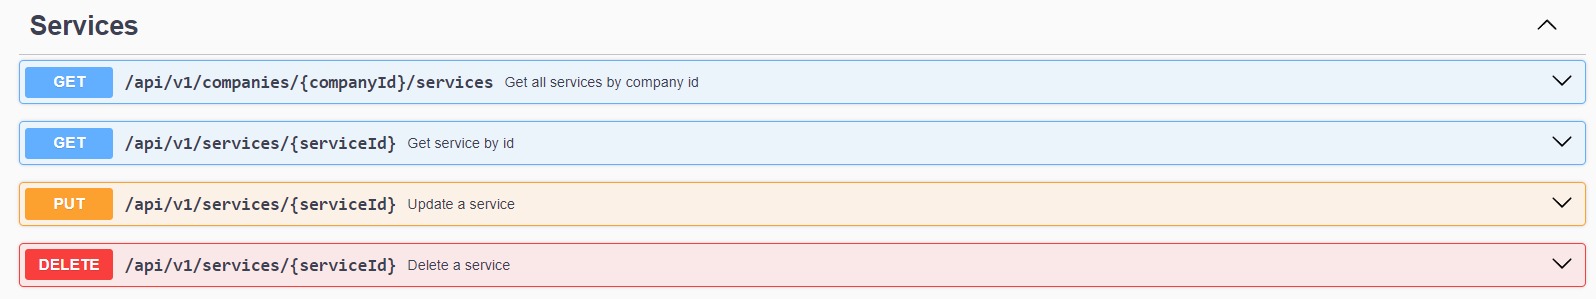 Services
GET /api/v1/companies/{companyId}/services Get all services by company id
GET /api/v1/services/{serviceId} Get service by id
PUT /api/v1/services/{serviceId} Update a service
DELETE /api/v1/services/{serviceId} Delete a service